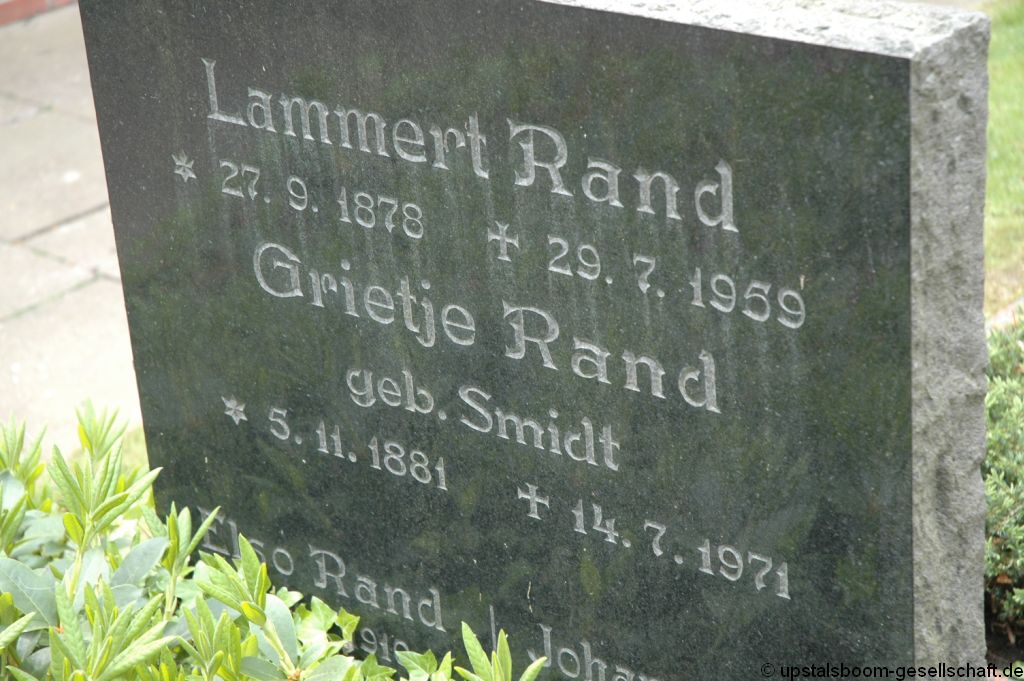 Lammert Rand
* 27. 9. 1878 ✝ 29. 7. 1959
Grietje Rand
geb. Smidt
* 5. 11. 1881 ✝ 14. 7. 1971
Elso Rand
© upstalsboom-gesellschaft.de